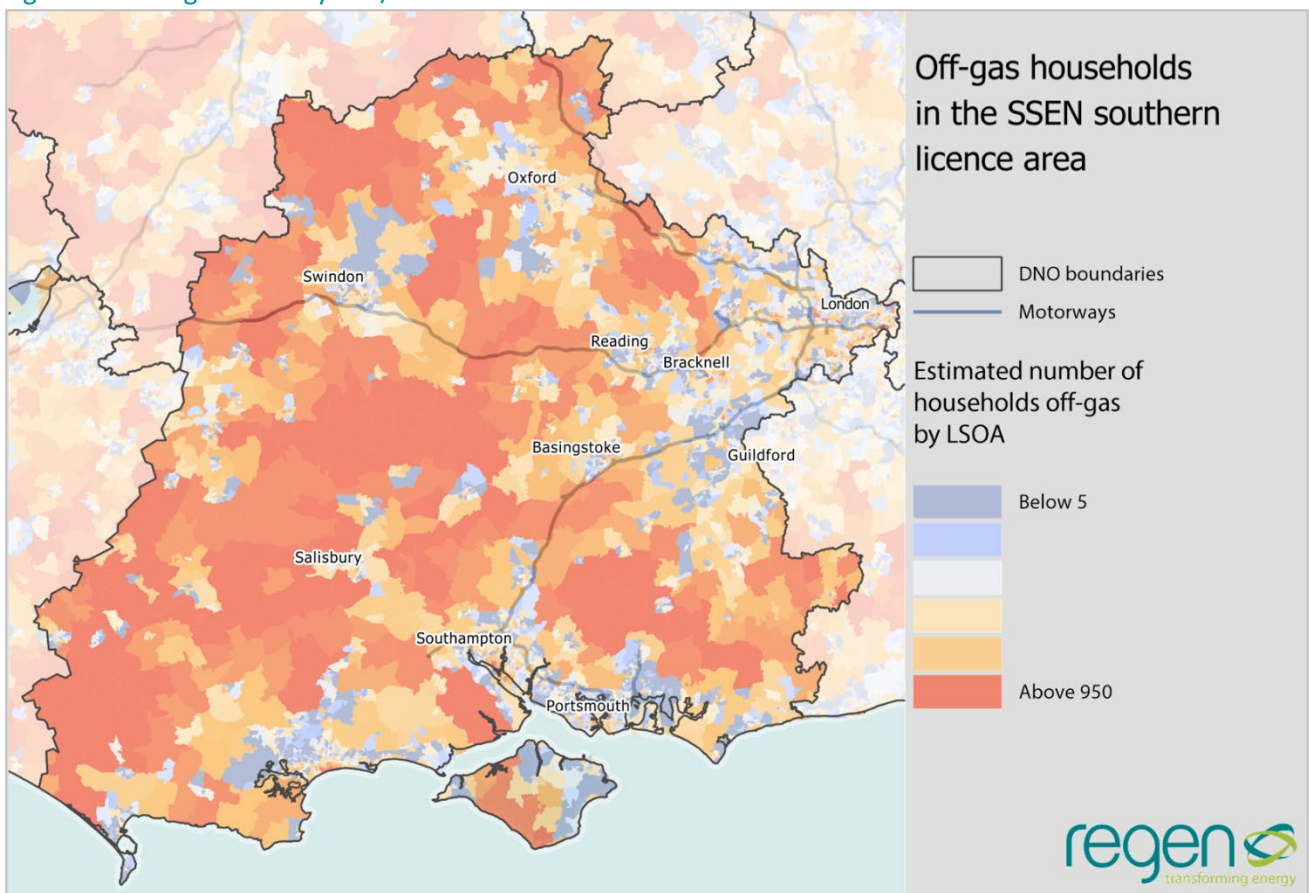 Off-gas households
in the SSEN southern
licence area
DNO boundaries
Motorways
Estimated number of
households off-gas
by LSOA
Below 5
Above 950
Oxford
Swindon
London
Reading
Bracknell
Basingstoke
Guildford
Salisbury
Southampton
Portsmouth
regen
transforming energy